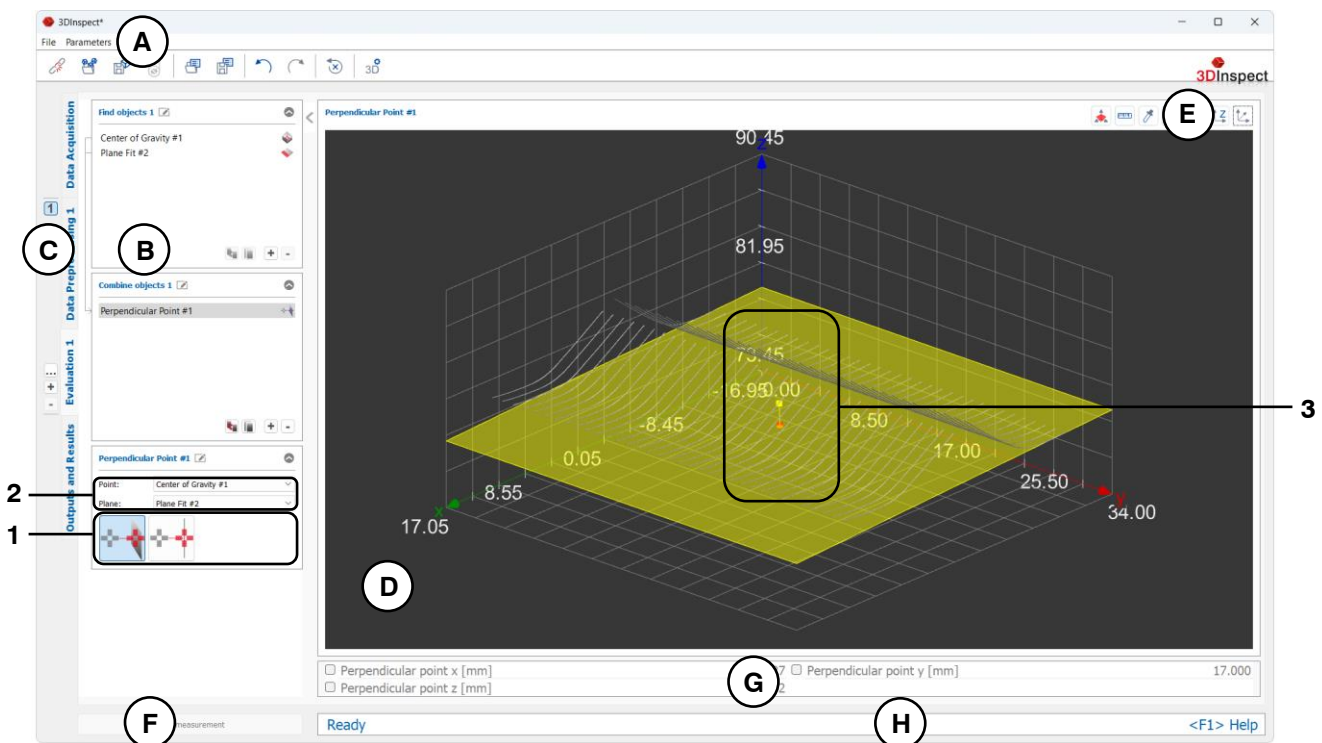 3DInspect*
File Parameters
A
3D
3DInspect
Data Acquisition
Find objects 1
Center of Gravity #1
Plane Fit #2
Perpendicular Point #1
E
Z
1
C
B
Combine objects 1
Perpendicular Point #1
Evaluation 1
...
+
-
+ -
+ -
Outputs and Results
Perpendicular Point #1
2
Point: Center of Gravity #1
Plane: Plane Fit #2
1
90.45
z
81.95
73.45
-16.95
0.00
-8.45
8.50
0.05
17.00
8.55
25.50
x
17.05
y
34.00
3
D
Perpendicular point x [mm]
Perpendicular point y [mm] 17.000
Perpendicular point z [mm]
G
F
measurement
Ready
H
<F1> Help